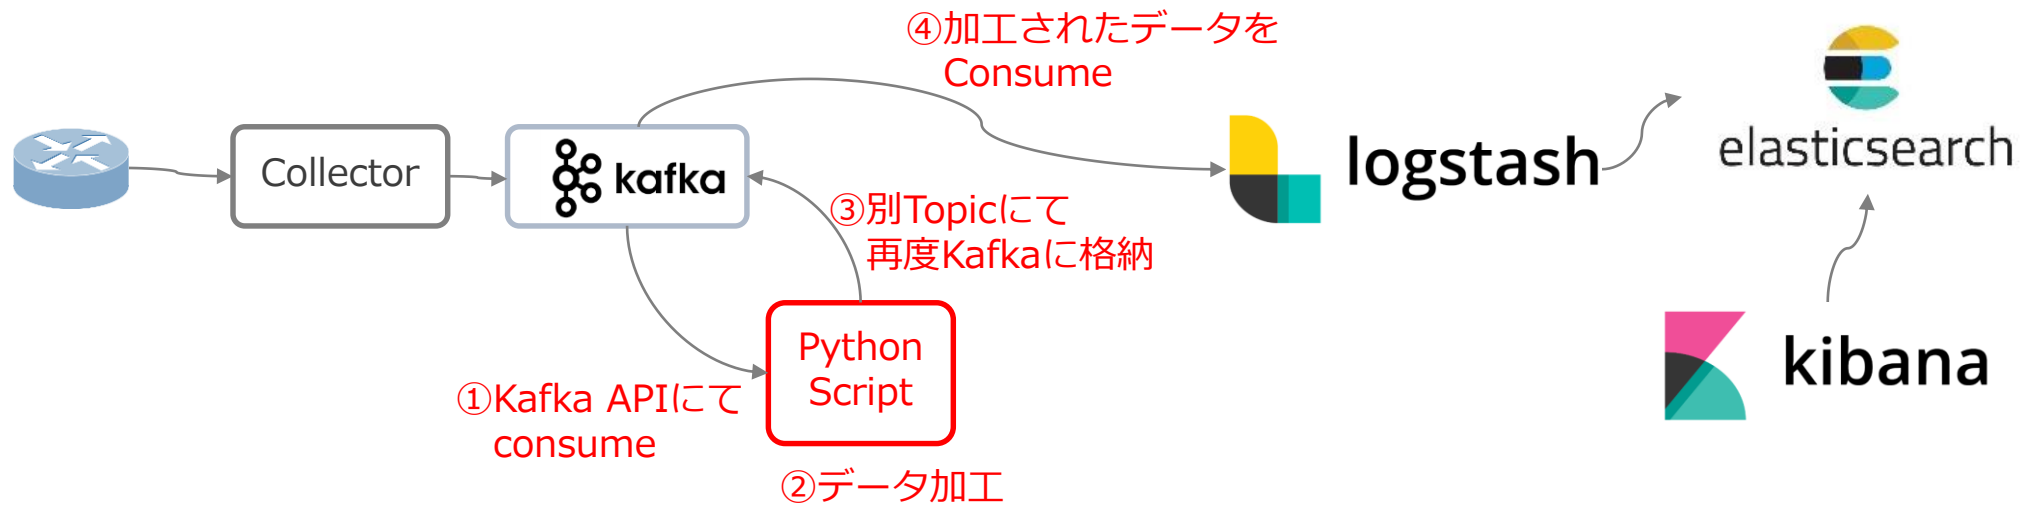 ④加工されたデータを
Consume
Collector
kafka
logstash
elasticsearch
③別Topicにて
再度Kafkaに格納
Python
Script
kibana
①Kafka APIにて
consume
②データ加工